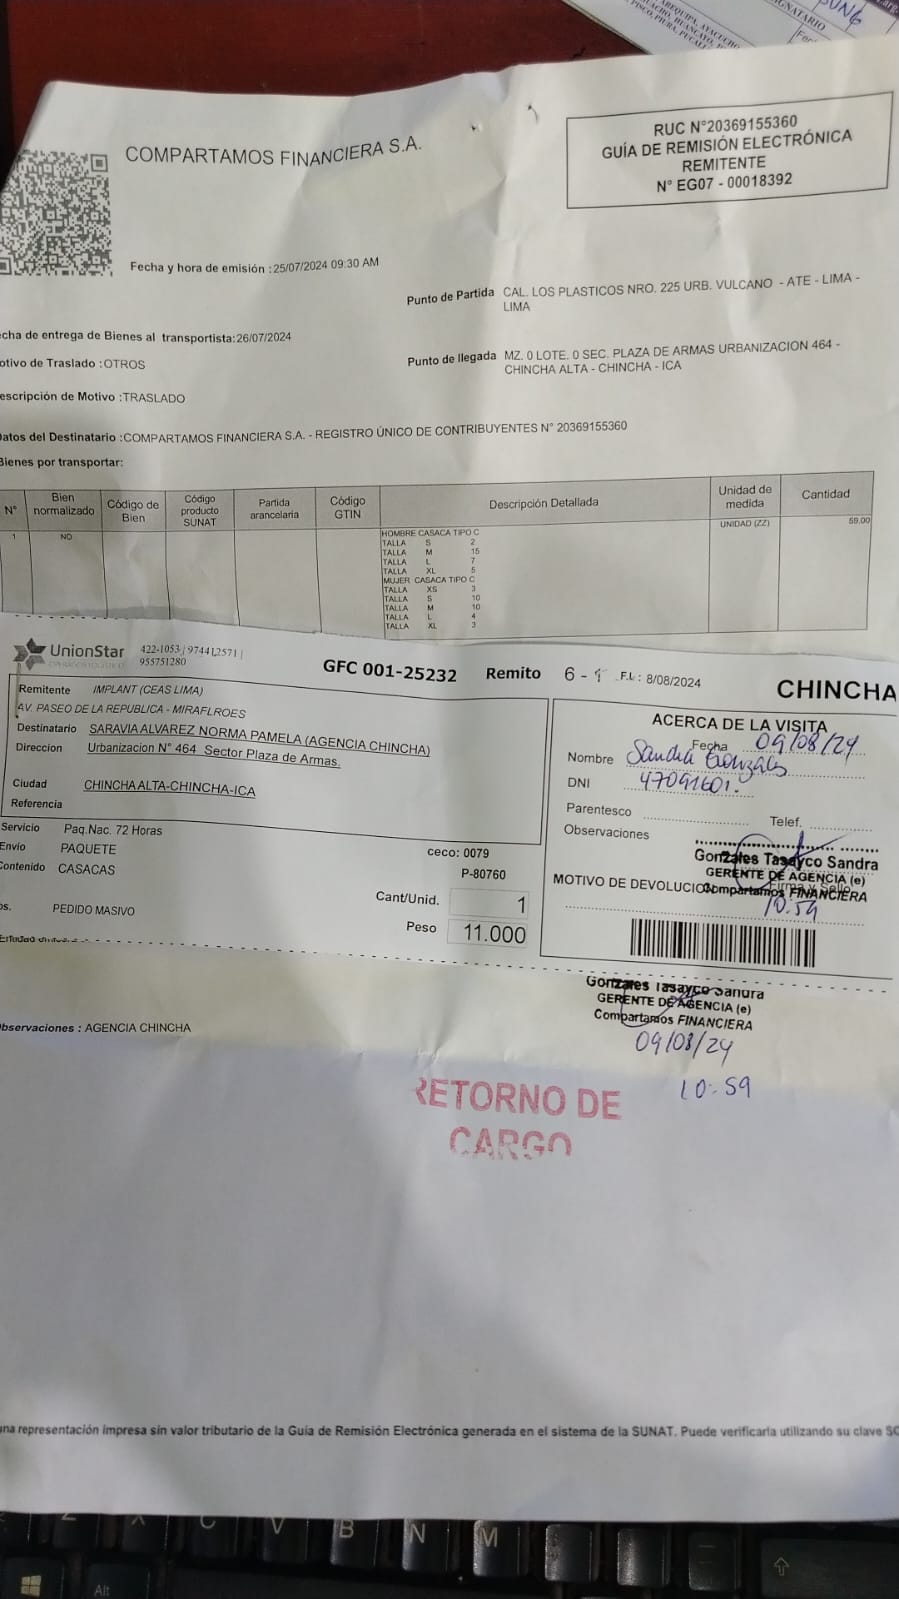 COMPARTAMOS FINANCIERA S.A.
RUC N°20369155360
GUÍA DE REMISIÓN ELECTRÓNICA
REMITENTE
N° EG07 - 00018392
Fecha y hora de emisión :25/07/2024 09:30 AM
Punto de Partida CAL. LOS PLASTICOS NRO. 225 URB. VULCANO - ATE - LIMA -
LIMA
cha de entrega de Bienes al transportista:26/07/2024
otivo de Traslado :OTROS
Punto de llegada MZ. 0 LOTE. 0 SEC. PLAZA DE ARMAS URBANIZACION 464 -
CHINCHA ALTA - CHINCHA - ICA
escripción de Motivo :TRASLADO
Datos del Destinatario :COMPARTAMOS FINANCIERA S.A. - REGISTRO ÚNICO DE CONTRIBUYENTES N° 20369155360
Bienes por transportar:
N° Bien normalizado Código de Bien Código producto SUNAT Partida arancelaria Código GTIN Descripción Detallada Unidad de medida Cantidad
1 NO HOMBRE CASACA TIPO C UNIDAD (ZZ) 59.00
TALLA S 2
TALLA M 15
TALLA L 7
TALLA XL 5
MUJER CASACA TIPO C
TALLA XS 3
TALLA S 10
TALLA M 10
TALLA L 4
TALLA XL 3
UnionStar
422-1053 | 974412571 |
955751280
GFC 001-25232 Remito 6 - F.I. : 8/08/2024 CHINCHA
Remitente IMPLANT (CEAS LIMA)
AV. PASEO DE LA REPUBLICA - MIRAFLROES
Destinatario SARAVIA ALVAREZ NORMA PAMELA (AGENCIA CHINCHA)
Direccion Urbanizacion N° 464 Sector Plaza de Armas.
Ciudad CHINCHA ALTA-CHINCHA-ICA
Referencia
Servicio Paq.Nac. 72 Horas
Envío PAQUETE
Contenido CASACAS
os. PEDIDO MASIVO
ceco: 0079
P-80760
Cant/Unid. 1
Peso 11.000
ACERCA DE LA VISITA
Fecha 09/08/24
Nombre Sandra Gonzáles
DNI 47091601.
Parentesco
Telef.
Observaciones
Gonzales Tasayco Sandra
GERENTE DE AGENCIA (e)
MOTIVO DE DEVOLUCION
Compartamos FINANCIERA
10:59
Gonzales Tasayco Sandra
GERENTE DE AGENCIA (e)
Compartamos FINANCIERA
09/08/24
10:59
bservaciones : AGENCIA CHINCHA
RETORNO DE
CARGO
una representación impresa sin valor tributario de la Guía de Remisión Electrónica generada en el sistema de la SUNAT. Puede verificarla utilizando su clave SO
Z X C V B N M
Alt